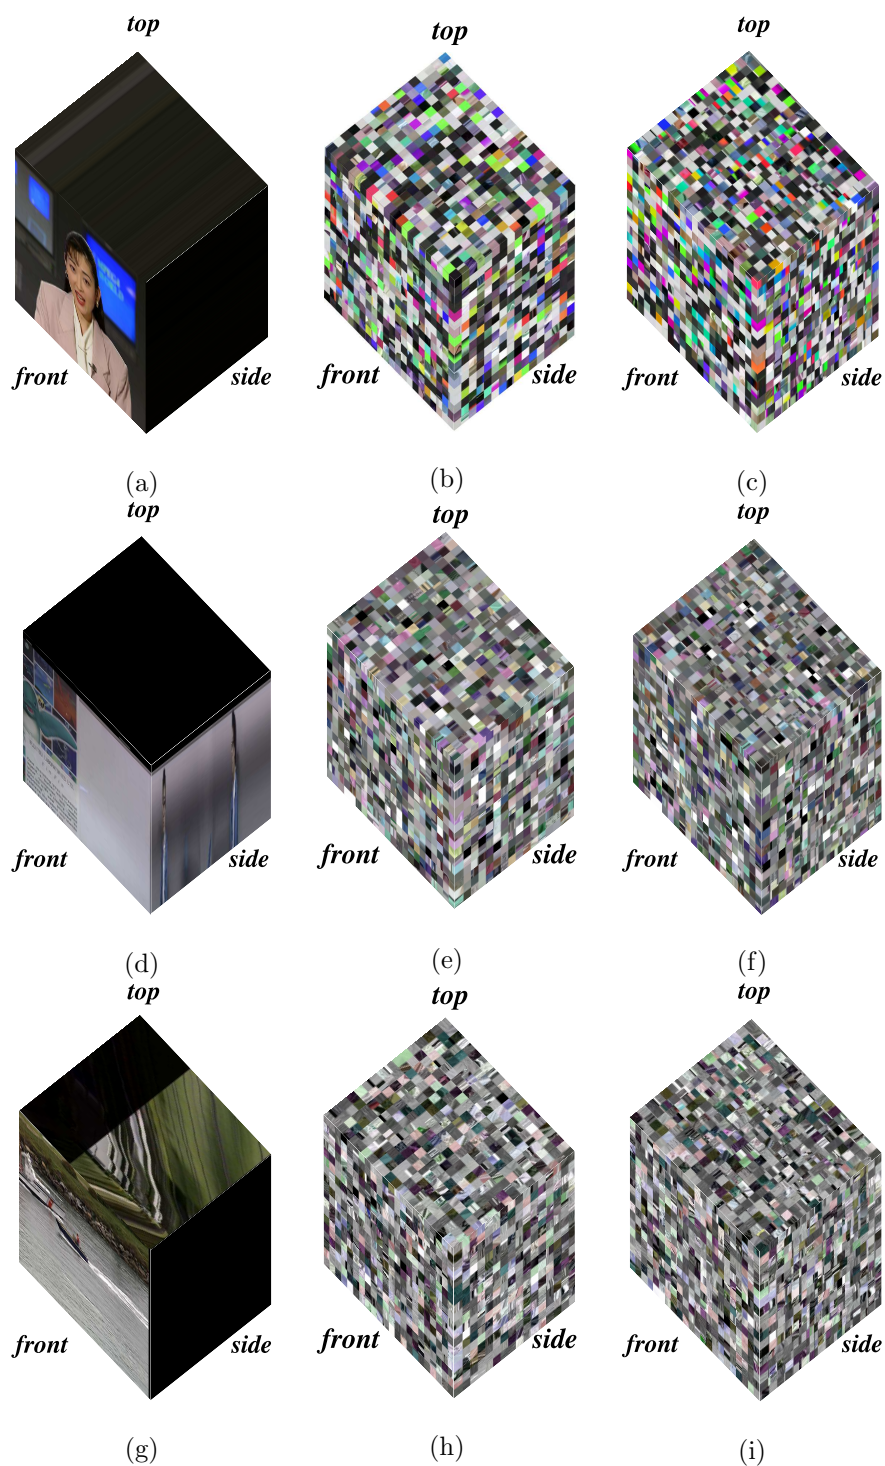 top top top
front side front side front side
(a) (b) (c)
top top top
front side front side front side
(d) (e) (f)
top top top
front side front side front side
(g) (h) (i)